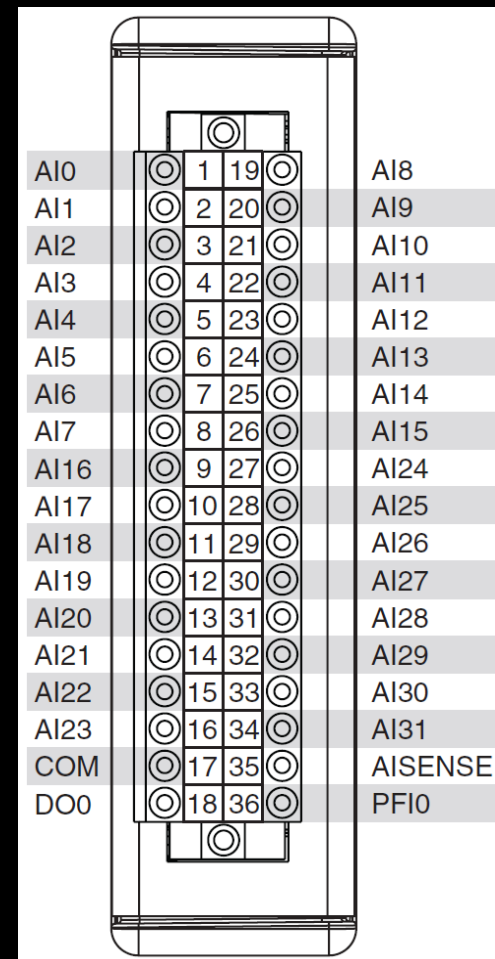 AI0 1 19 AI8
AI1 2 20 AI9
AI2 3 21 AI10
AI3 4 22 AI11
AI4 5 23 AI12
AI5 6 24 AI13
AI6 7 25 AI14
AI7 8 26 AI15
AI16 9 27 AI24
AI17 10 28 AI25
AI18 11 29 AI26
AI19 12 30 AI27
AI20 13 31 AI28
AI21 14 32 AI29
AI22 15 33 AI30
AI23 16 34 AI31
COM 17 35 AISENSE
DO0 18 36 PFI0